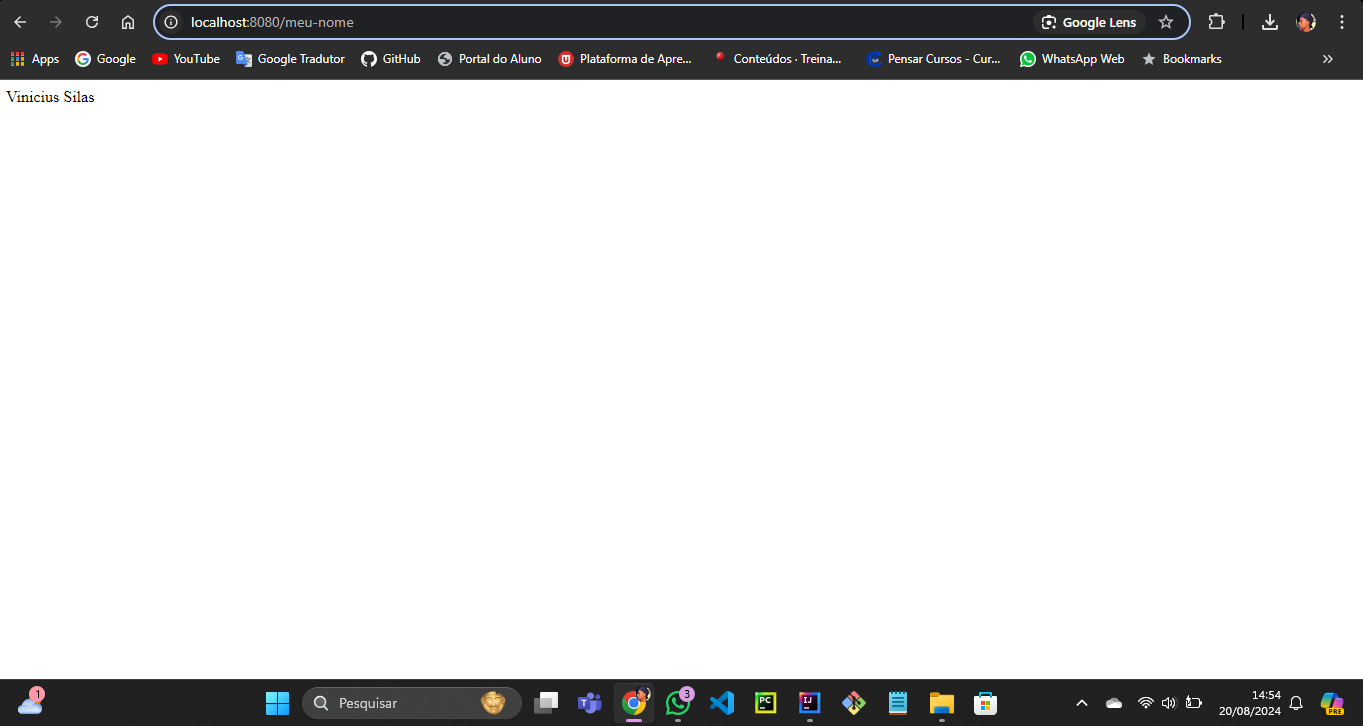 localhost:8080/meu-nome
Google Lens
Apps
Google
YouTube
Google Tradutor
GitHub
Portal do Aluno
Plataforma de Apre...
Conteúdos · Treina...
Pensar Cursos - Cur...
WhatsApp Web
Bookmarks
Vinicius Silas
1
Pesquisar
3
PC
IJ
14:54
20/08/2024
PRE